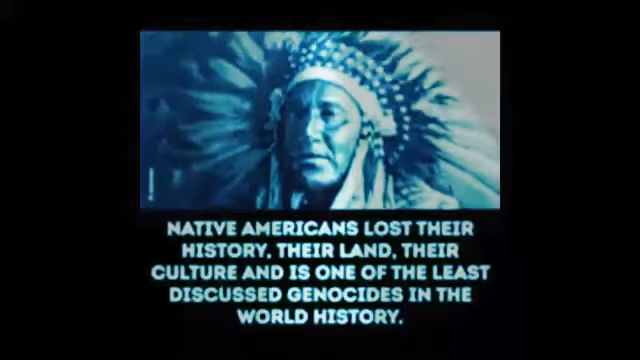 NATIVE AMERICANS LOST THEIR
HISTORY, THEIR LAND, THEIR
CULTURE AND IS ONE OF THE LEAST
DISCUSSED GENOCIDES IN THE
WORLD HISTORY.